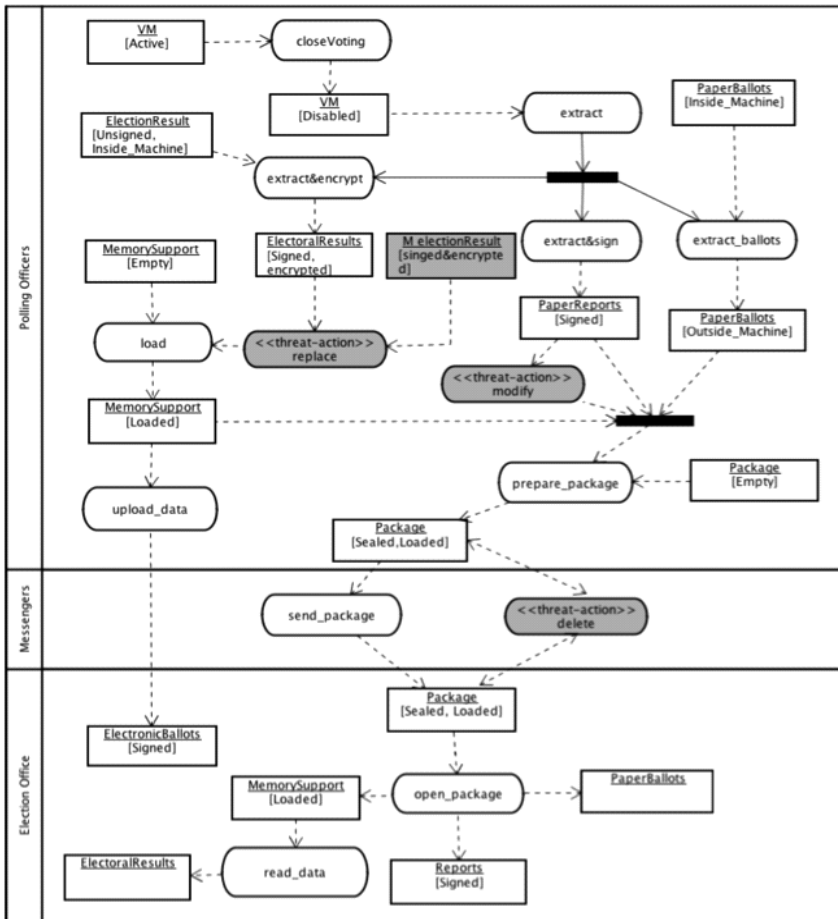 VM
[Active]
closeVoting
VM
[Disabled]
extract
PaperBallots
[Inside_Machine]
ElectionResult
[Unsigned,
Inside_Machine]
extract&encrypt
extract&sign
extract_ballots
MemorySupport
[Empty]
ElectoralResults
[Signed,
encrypted]
M electionResult
[singed&encrypte
d]
PaperReports
[Signed]
PaperBallots
[Outside_Machine]
load
<<threat-action>>
replace
<<threat-action>>
modify
MemorySupport
[Loaded]
prepare_package
Package
[Empty]
upload_data
Package
[Sealed,Loaded]
Polling Officers
send_package
<<threat-action>>
delete
Messengers
Package
[Sealed, Loaded]
ElectronicBallots
[Signed]
MemorySupport
[Loaded]
open_package
PaperBallots
ElectoralResults
read_data
Reports
[Signed]
Election Office